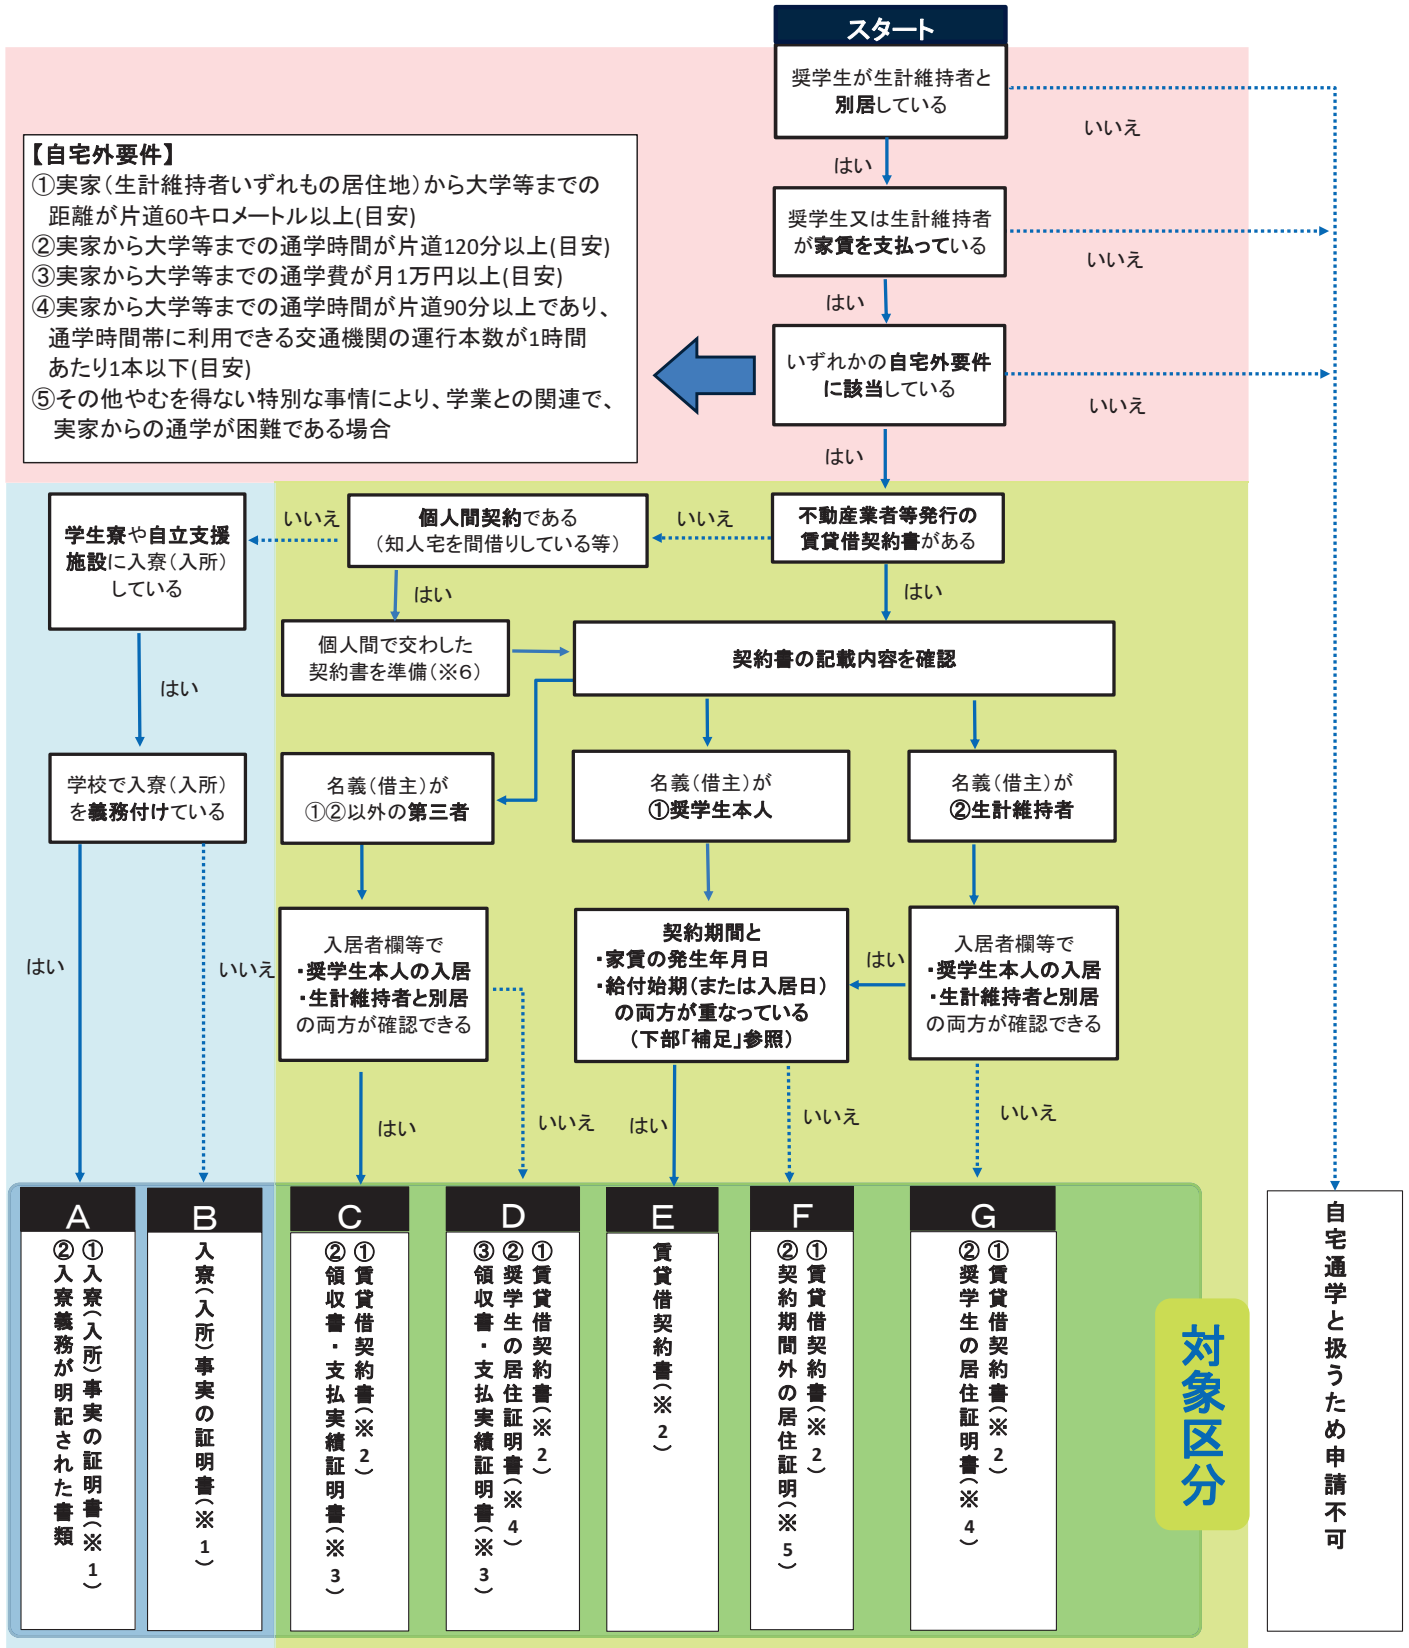 スタート
奨学生が生計維持者と
別居している
いいえ
はい
【自宅外要件】
①実家（生計維持者いずれもの居住地）から大学等までの
距離が片道60キロメートル以上(目安)
②実家から大学等までの通学時間が片道120分以上(目安)
③実家から大学等までの通学費が月1万円以上(目安)
④実家から大学等までの通学時間が片道90分以上であり、
通学時間帯に利用できる交通機関の運行本数が1時間
あたり1本以下(目安)
⑤その他やむを得ない特別な事情により、学業との関連で、
実家からの通学が困難である場合
奨学生又は生計維持者
が家賃を支払っている
いいえ
はい
いずれかの自宅外要件
に該当している
いいえ
はい
不動産業者等発行の
賃貸借契約書がある
いいえ
はい
個人間契約である
（知人宅を間借りしている等）
いいえ
はい
学生寮や自立支援
施設に入寮（入所）
している
はい
個人間で交わした
契約書を準備（※６）
契約書の記載内容を確認
学校で入寮（入所）
を義務付けている
はい
いいえ
名義（借主）が
①②以外の第三者
名義（借主）が
①奨学生本人
名義（借主）が
②生計維持者
入居者欄等で
・奨学生本人の入居
・生計維持者と別居
の両方が確認できる
はい
いいえ
契約期間と
・家賃の発生年月日
・給付始期（または入居日）
の両方が重なっている
（下部「補足」参照）
はい
いいえ
はい
入居者欄等で
・奨学生本人の入居
・生計維持者と別居
の両方が確認できる
いいえ
A
①入寮（入所）事実の証明書（※1）
②入寮義務が明記された書類
B
入寮（入所）事実の証明書（※1）
C
①賃貸借契約書（※2）
②領収書・支払実績証明書（※3）
D
①賃貸借契約書（※2）
②奨学生の居住証明書（※4）
③領収書・支払実績証明書（※3）
E
賃貸借契約書（※2）
F
①賃貸借契約書（※2）
②契約期間外の居住証明（※5）
G
①賃貸借契約書（※2）
②奨学生の居住証明書（※4）
対象区分
自宅通学と扱うため申請不可